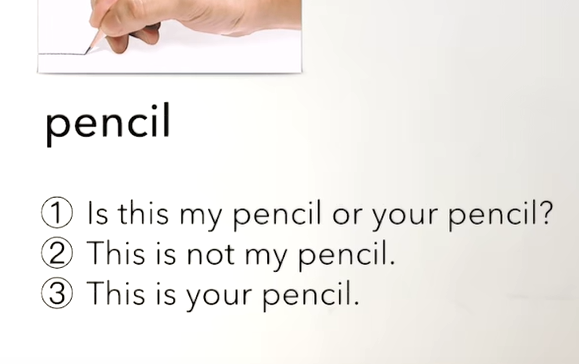 pencil
① Is this my pencil or your pencil?
② This is not my pencil.
③ This is your pencil.